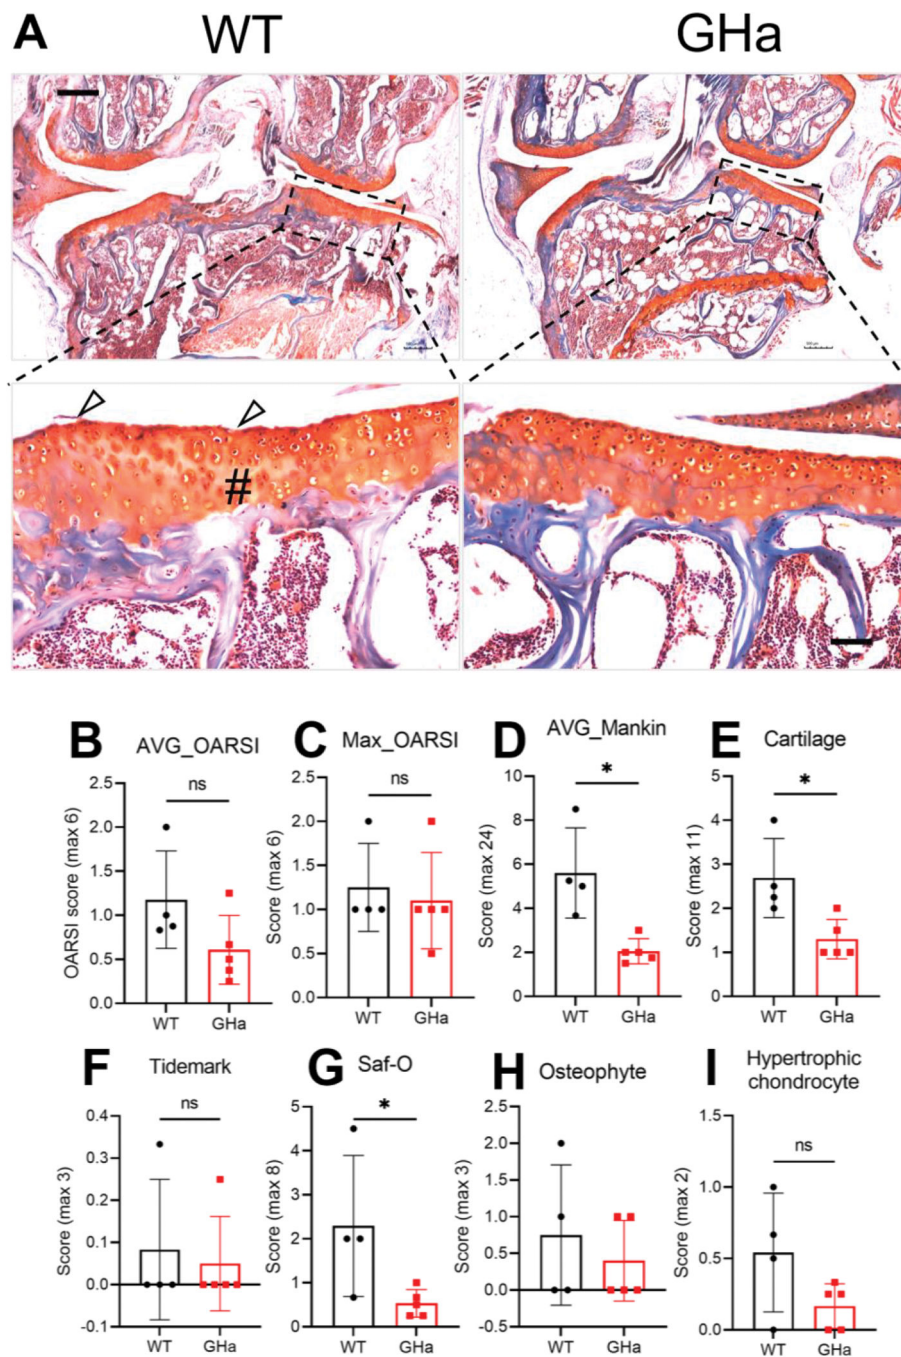 A
WT
GHa
#
B
AVG_OARSI
OARSI score (max 6)
2.5
2.0
1.5
1.0
0.5
0.0
ns
WT
GHa
C
Max_OARSI
Score (max 6)
2.5
2.0
1.5
1.0
0.5
0.0
ns
WT
GHa
D
AVG_Mankin
Score (max 24)
10
8
6
4
2
0
*
WT
GHa
E
Cartilage
Score (max 11)
5
4
3
2
1
0
*
WT
GHa
F
Tidemark
Score (max 3)
0.4
0.3
0.2
0.1
0.0
-0.1
ns
WT
GHa
G
Saf-O
Score (max 8)
5
4
3
2
1
0
*
WT
GHa
H
Osteophyte
Score (max 3)
2.5
2.0
1.5
1.0
0.5
0.0
-0.5
WT
GHa
I
Hypertrophic
chondrocyte
Score (max 2)
1.5
1.0
0.5
0.0
ns
WT
GHa